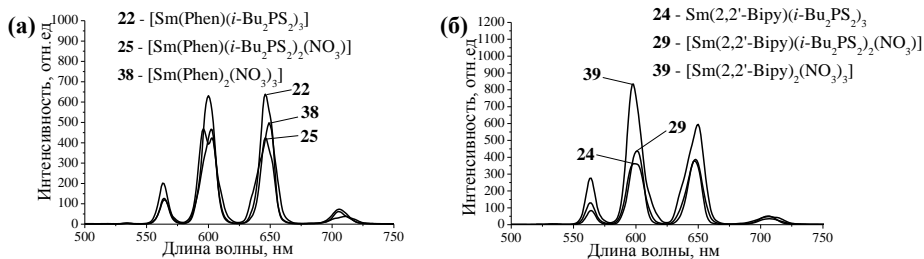 (а)
22 - [Sm(Phen)(i-Bu₂PS₂)₃]
25 - [Sm(Phen)(i-Bu₂PS₂)₂(NO₃)]
38 - [Sm(Phen)₂(NO₃)₃]
Интенсивность, отн.ед
1000
900
800
700
600
500
400
300
200
100
0
22
38
25
500 550 600 650 700 750
Длина волны, нм
(б)
24 - Sm(2,2'-Bipy)(i-Bu₂PS₂)₃
29 - [Sm(2,2'-Bipy)(i-Bu₂PS₂)₂(NO₃)]
39 - [Sm(2,2'-Bipy)₂(NO₃)₃]
Интенсивность, отн.ед
1200
1100
1000
900
800
700
600
500
400
300
200
100
0
39
29
24
500 550 600 650 700 750
Длина волны, нм